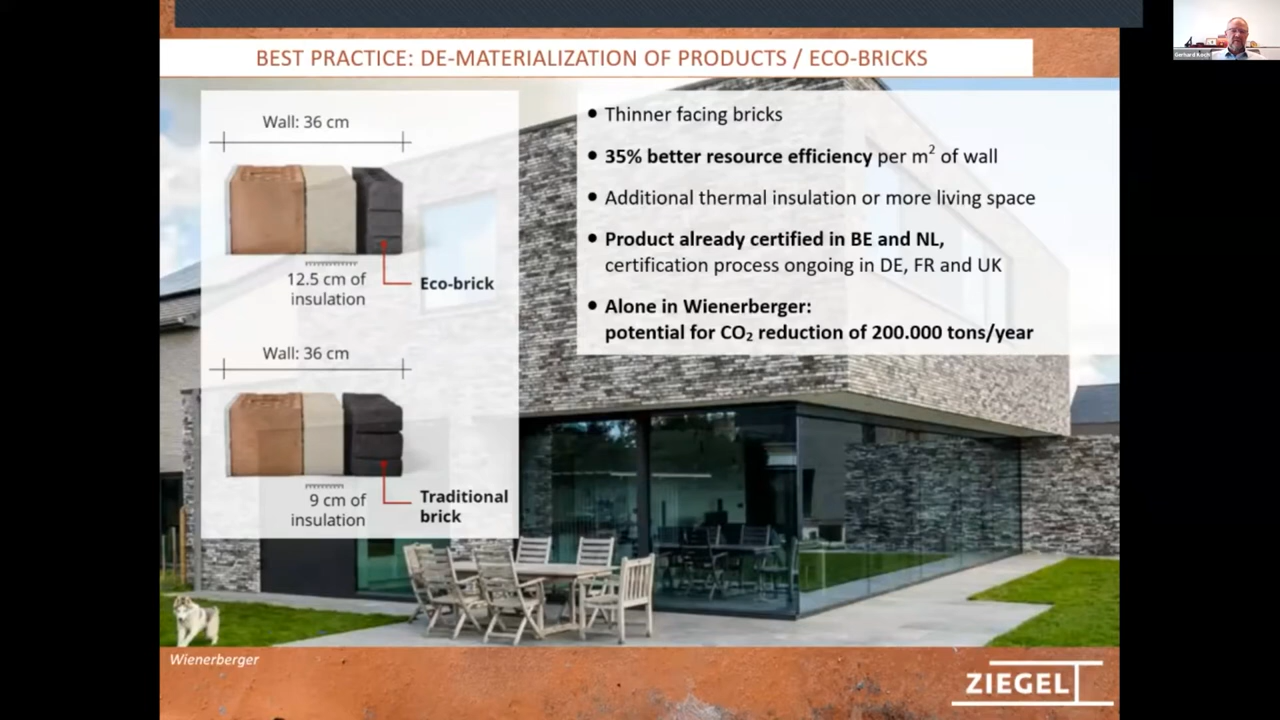 BEST PRACTICE: DE-MATERIALIZATION OF PRODUCTS / ECO-BRICKS
Wall: 36 cm
12.5 cm of
insulation
Eco-brick
Wall: 36 cm
9 cm of
insulation
Traditional
brick
• Thinner facing bricks
• 35% better resource efficiency per m² of wall
• Additional thermal insulation or more living space
• Product already certified in BE and NL,
certification process ongoing in DE, FR and UK
• Alone in Wienerberger:
potential for CO₂ reduction of 200.000 tons/year
Wienerberger
ZIEGEL
Gerhard Koch